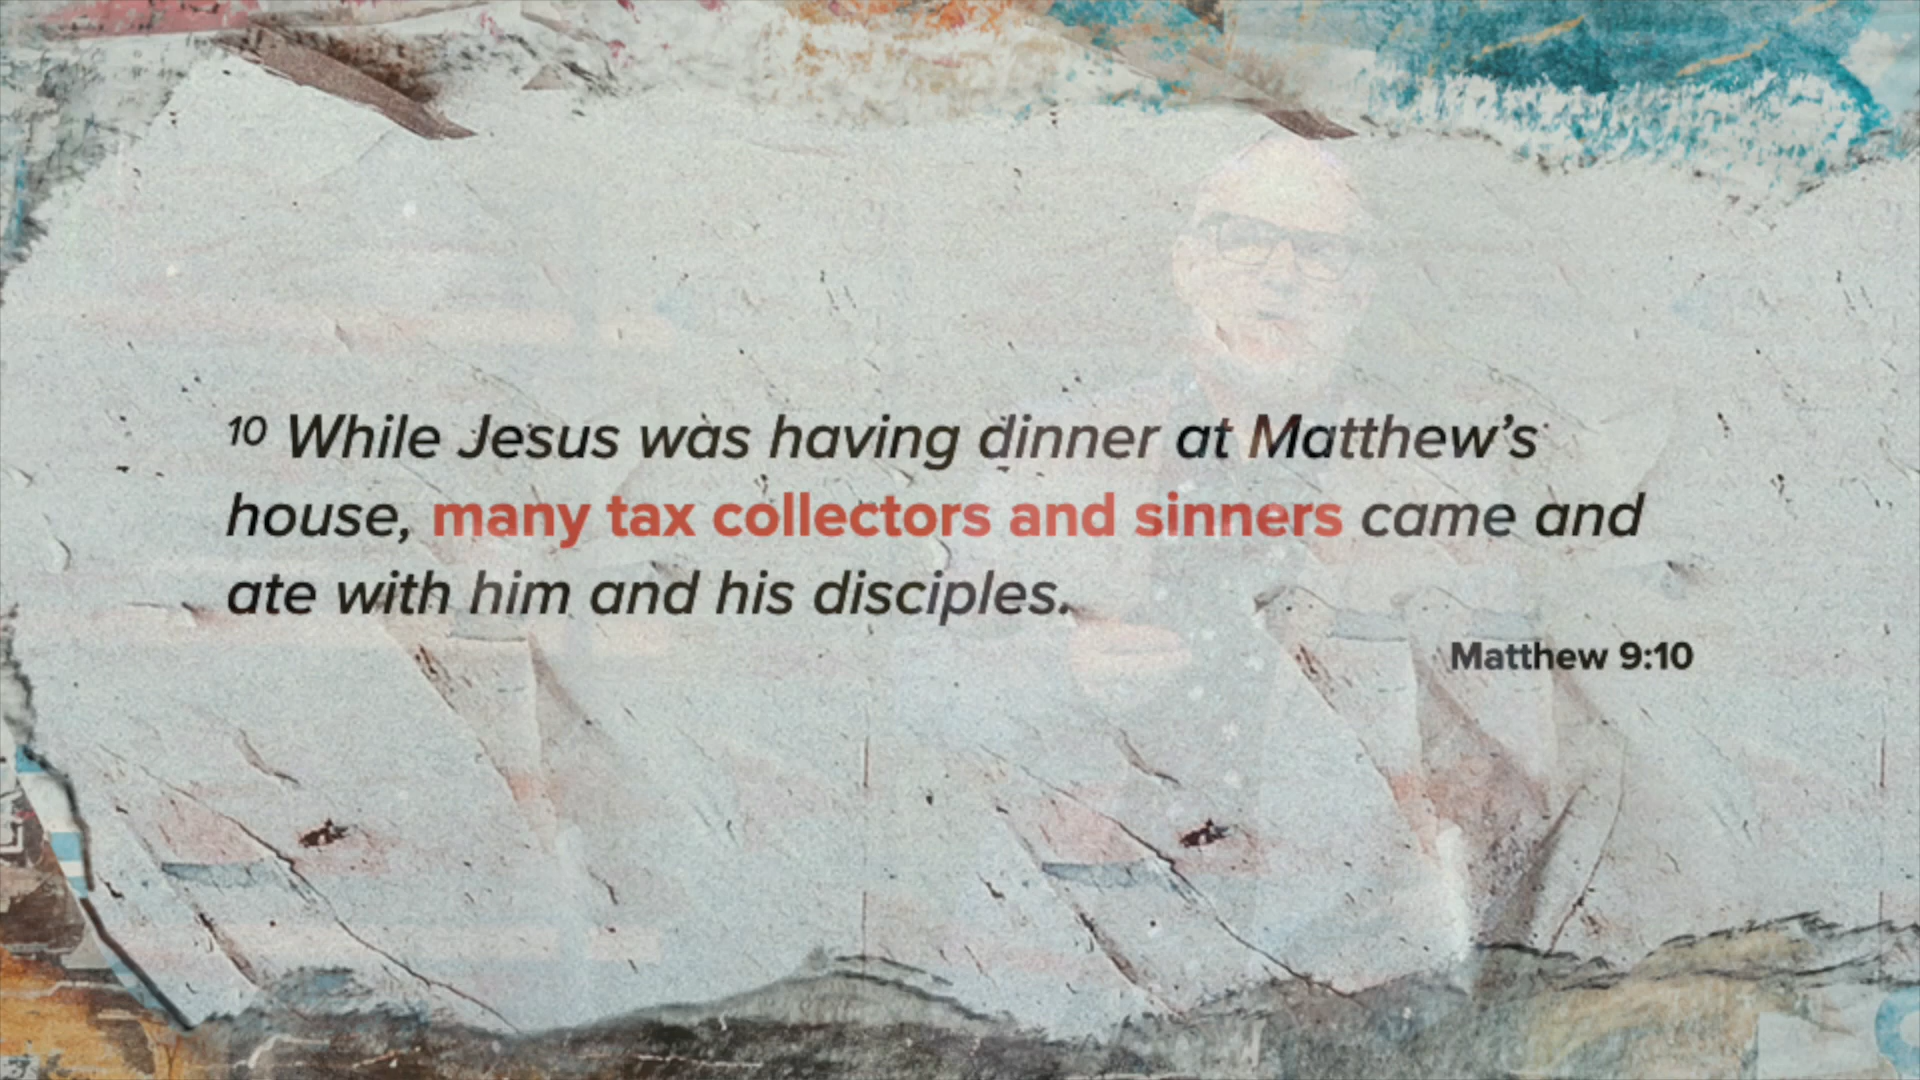 10 While Jesus was having dinner at Matthew’s
house, many tax collectors and sinners came and
ate with him and his disciples.
Matthew 9:10